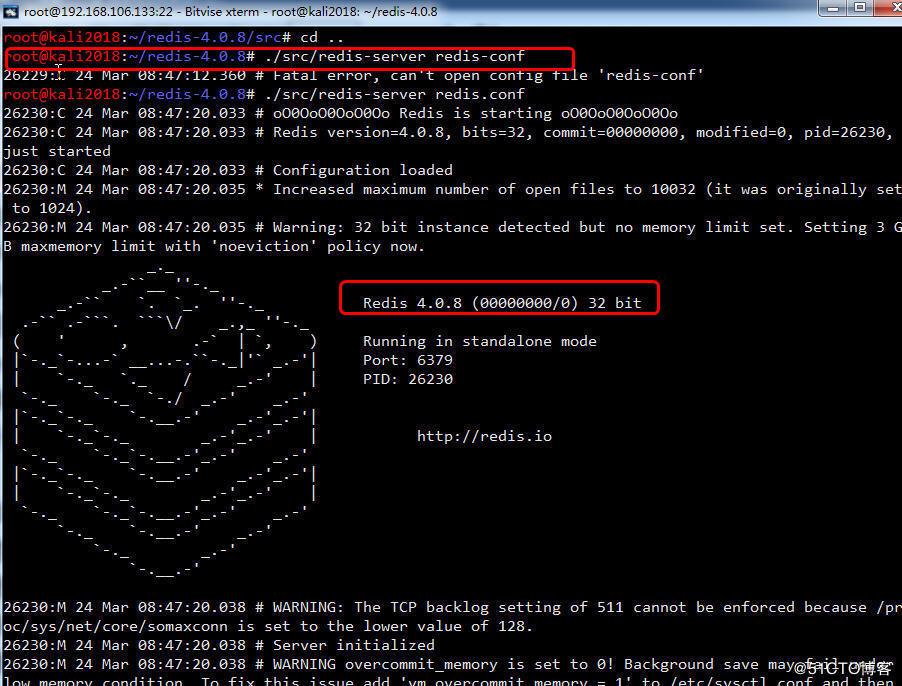 root@192.168.106.133:22 - Bitvise xterm - root@kali2018: ~/redis-4.0.8
root@kali2018:~/redis-4.0.8/src# cd ..
root@kali2018:~/redis-4.0.8# ./src/redis-server redis-conf
26229:C 24 Mar 08:47:12.360 # Fatal error, can't open config file 'redis-conf'
root@kali2018:~/redis-4.0.8# ./src/redis-server redis.conf
26230:C 24 Mar 08:47:20.033 # oO0OoO0OoO0Oo Redis is starting oO0OoO0OoO0Oo
26230:C 24 Mar 08:47:20.033 # Redis version=4.0.8, bits=32, commit=00000000, modified=0, pid=26230,
just started
26230:C 24 Mar 08:47:20.033 # Configuration loaded
26230:M 24 Mar 08:47:20.035 * Increased maximum number of open files to 10032 (it was originally set
to 1024).
26230:M 24 Mar 08:47:20.035 # Warning: 32 bit instance detected but no memory limit set. Setting 3 G
B maxmemory limit with 'noeviction' policy now.
Redis 4.0.8 (00000000/0) 32 bit
Running in standalone mode
Port: 6379
PID: 26230
http://redis.io
26230:M 24 Mar 08:47:20.038 # WARNING: The TCP backlog setting of 511 cannot be enforced because /pr
oc/sys/net/core/somaxconn is set to the lower value of 128.
26230:M 24 Mar 08:47:20.038 # Server initialized
26230:M 24 Mar 08:47:20.038 # WARNING overcommit_memory is set to 0! Background save may fail under
low memory condition. To fix this issue add 'vm.overcommit_memory = 1' to /etc/sysctl.conf and then
@51CTO博客